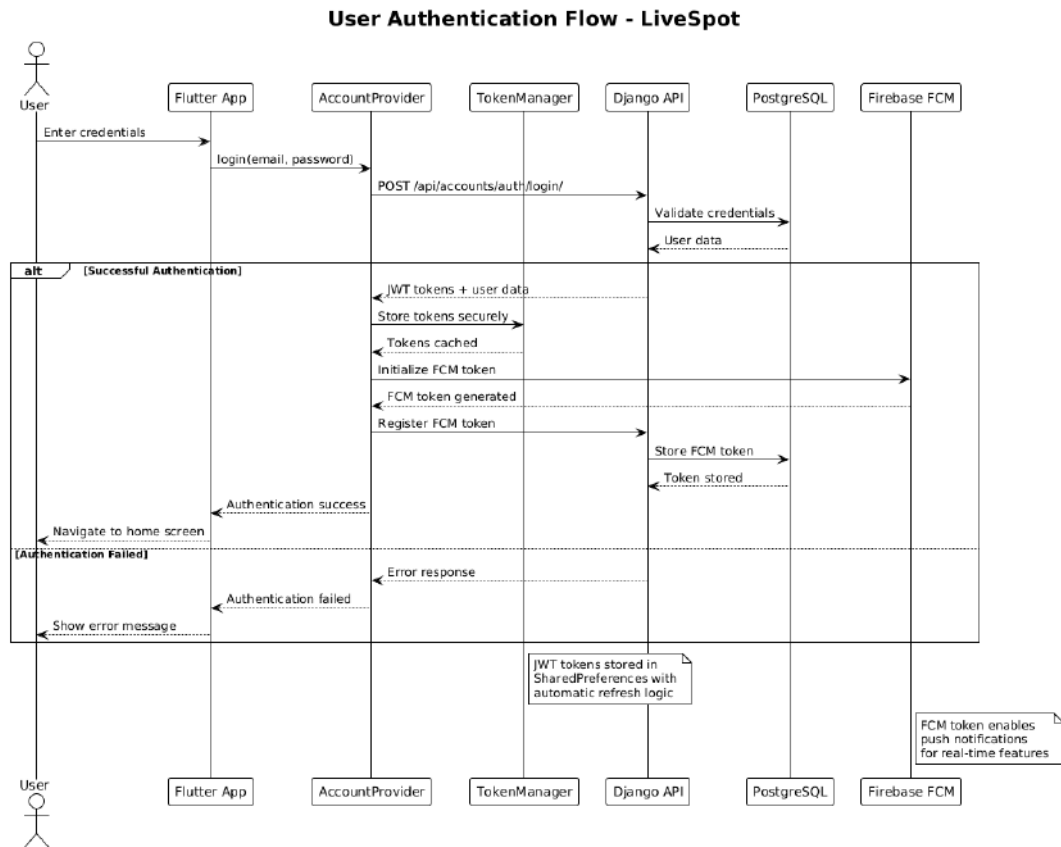 User Authentication Flow - LiveSpot
User
Flutter App
AccountProvider
TokenManager
Django API
PostgreSQL
Firebase FCM
Enter credentials
login(email, password)
POST /api/accounts/auth/login/
Validate credentials
User data
alt
[Successful Authentication]
JWT tokens + user data
Store tokens securely
Tokens cached
Initialize FCM token
FCM token generated
Register FCM token
Store FCM token
Token stored
Authentication success
Navigate to home screen
[Authentication Failed]
Error response
Authentication failed
Show error message
JWT tokens stored in
SharedPreferences with
automatic refresh logic
FCM token enables
push notifications
for real-time features
User
Flutter App
AccountProvider
TokenManager
Django API
PostgreSQL
Firebase FCM